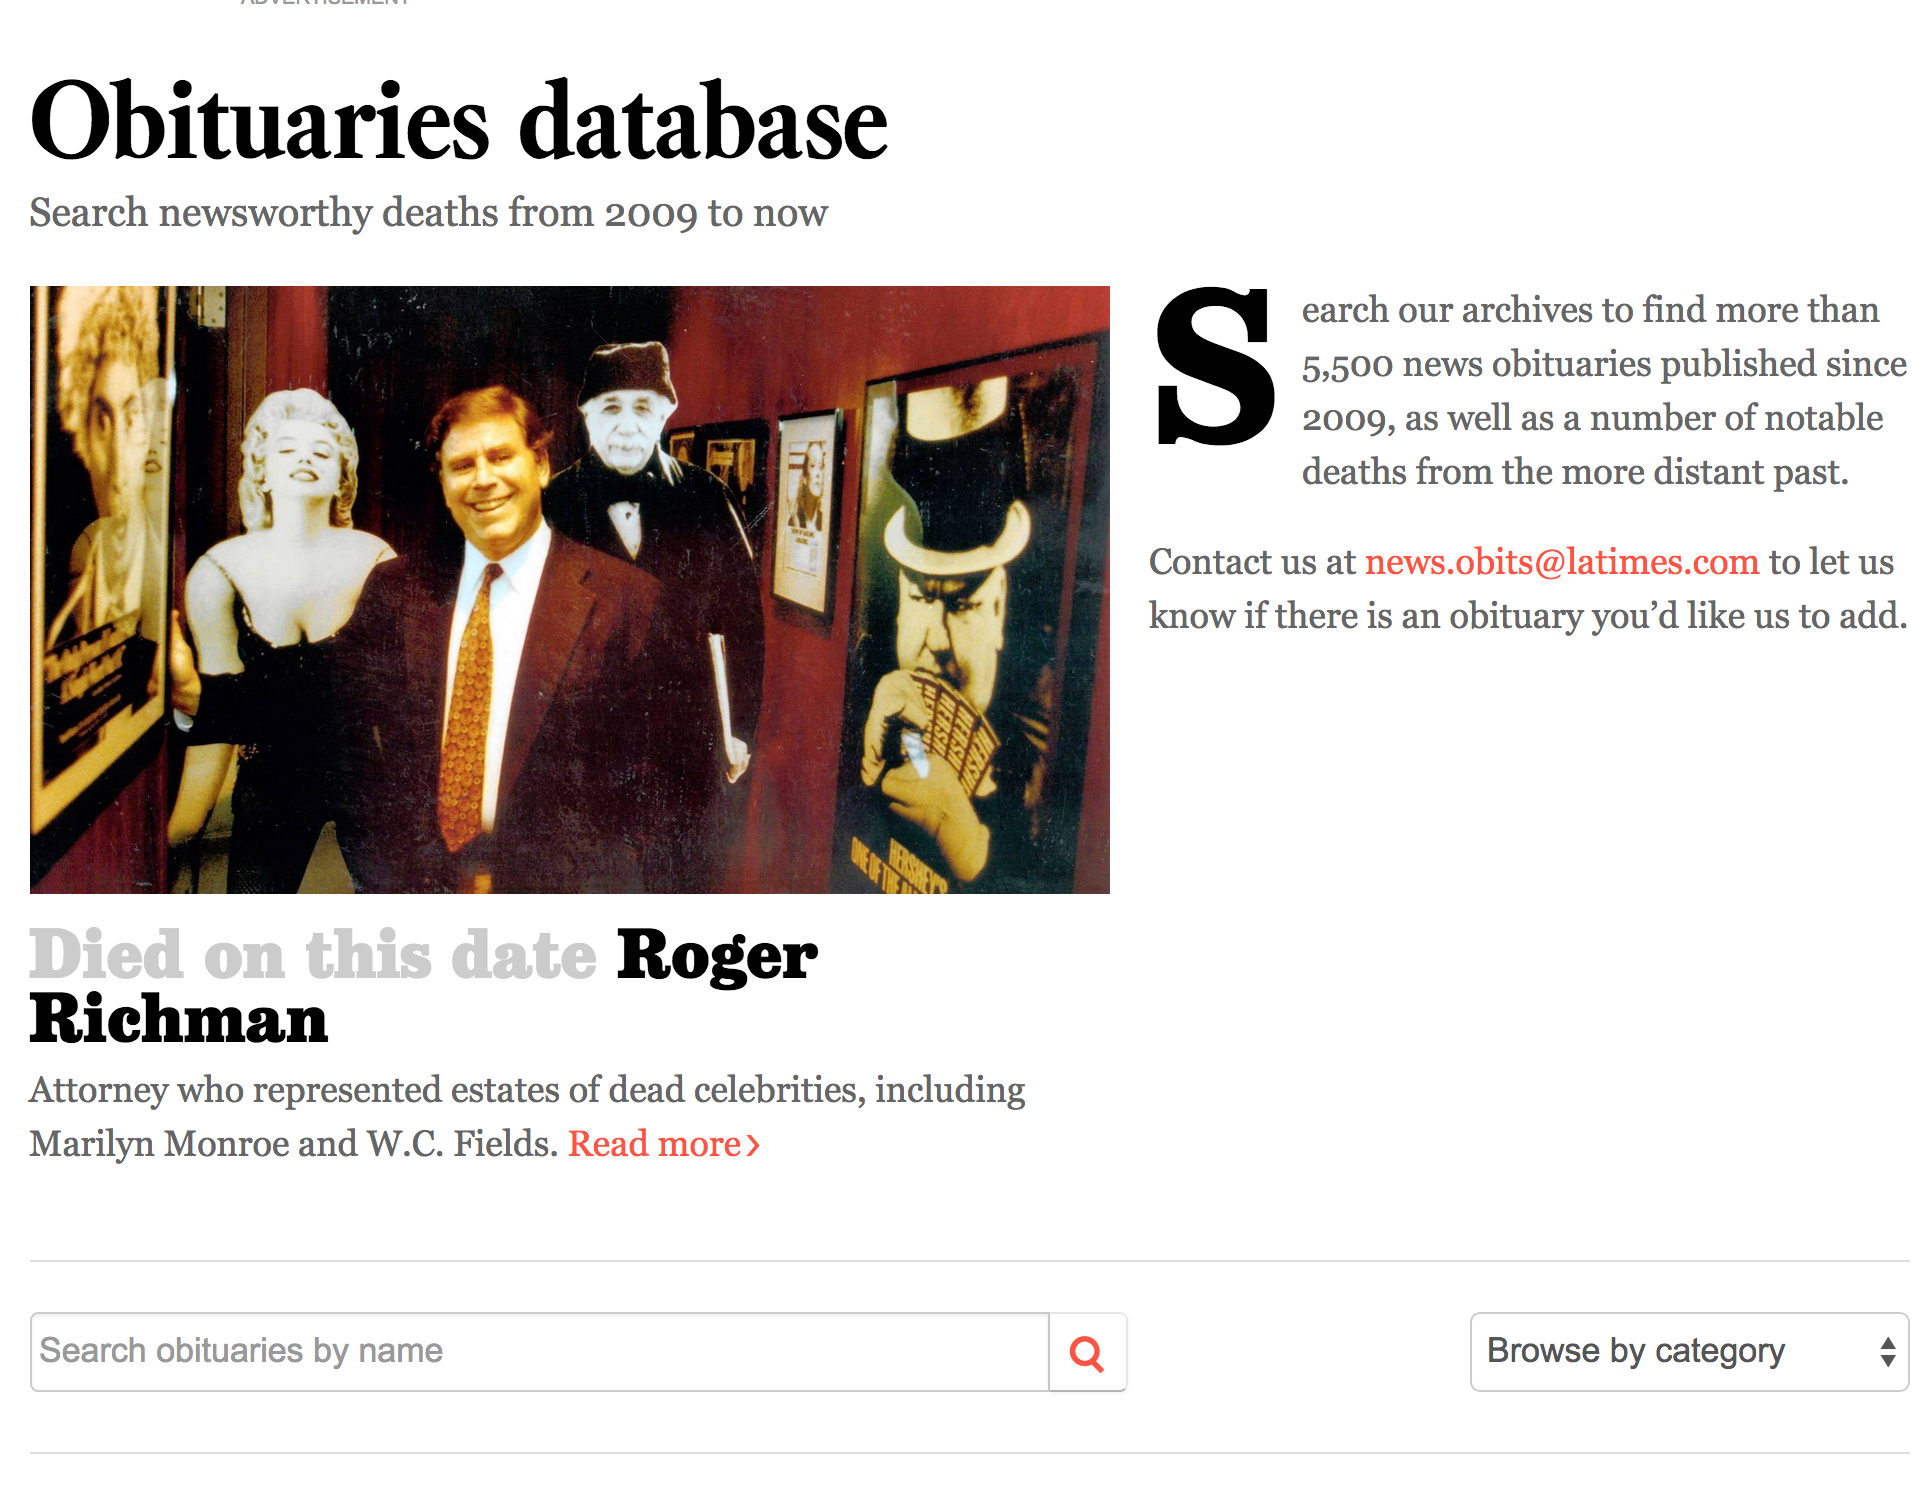 ADVERTISEMENT
Obituaries database
Search newsworthy deaths from 2009 to now
Search our archives to find more than
5,500 news obituaries published since
2009, as well as a number of notable
deaths from the more distant past.
Contact us at news.obits@latimes.com to let us
know if there is an obituary you’d like us to add.
HERSHEY'S
ONE OF THE
Died on this date Roger
Richman
Attorney who represented estates of dead celebrities, including
Marilyn Monroe and W.C. Fields. Read more›
Search obituaries by name
Browse by category